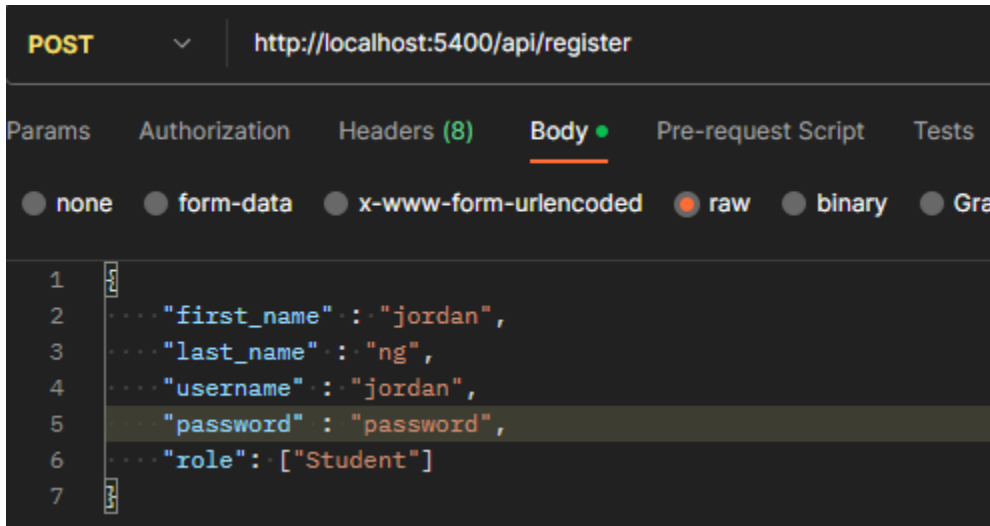 POST http://localhost:5400/api/register
Params Authorization Headers (8) Body Pre-request Script Tests
none form-data x-www-form-urlencoded raw binary Gra
1 {
2 "first_name" : "jordan",
3 "last_name" : "ng",
4 "username" : "jordan",
5 "password" : "password",
6 "role": ["Student"]
7 }